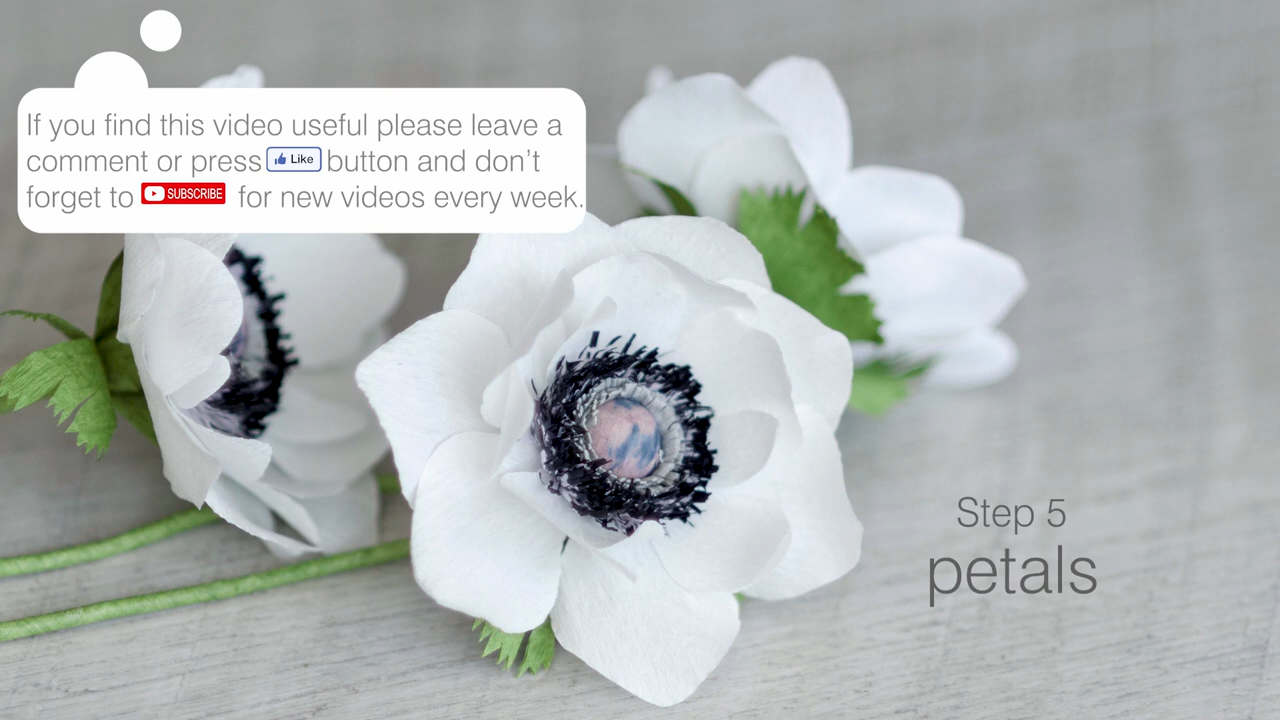 If you find this video useful please leave a
comment or press Like button and don’t
forget to SUBSCRIBE for new videos every week.
Step 5
petals